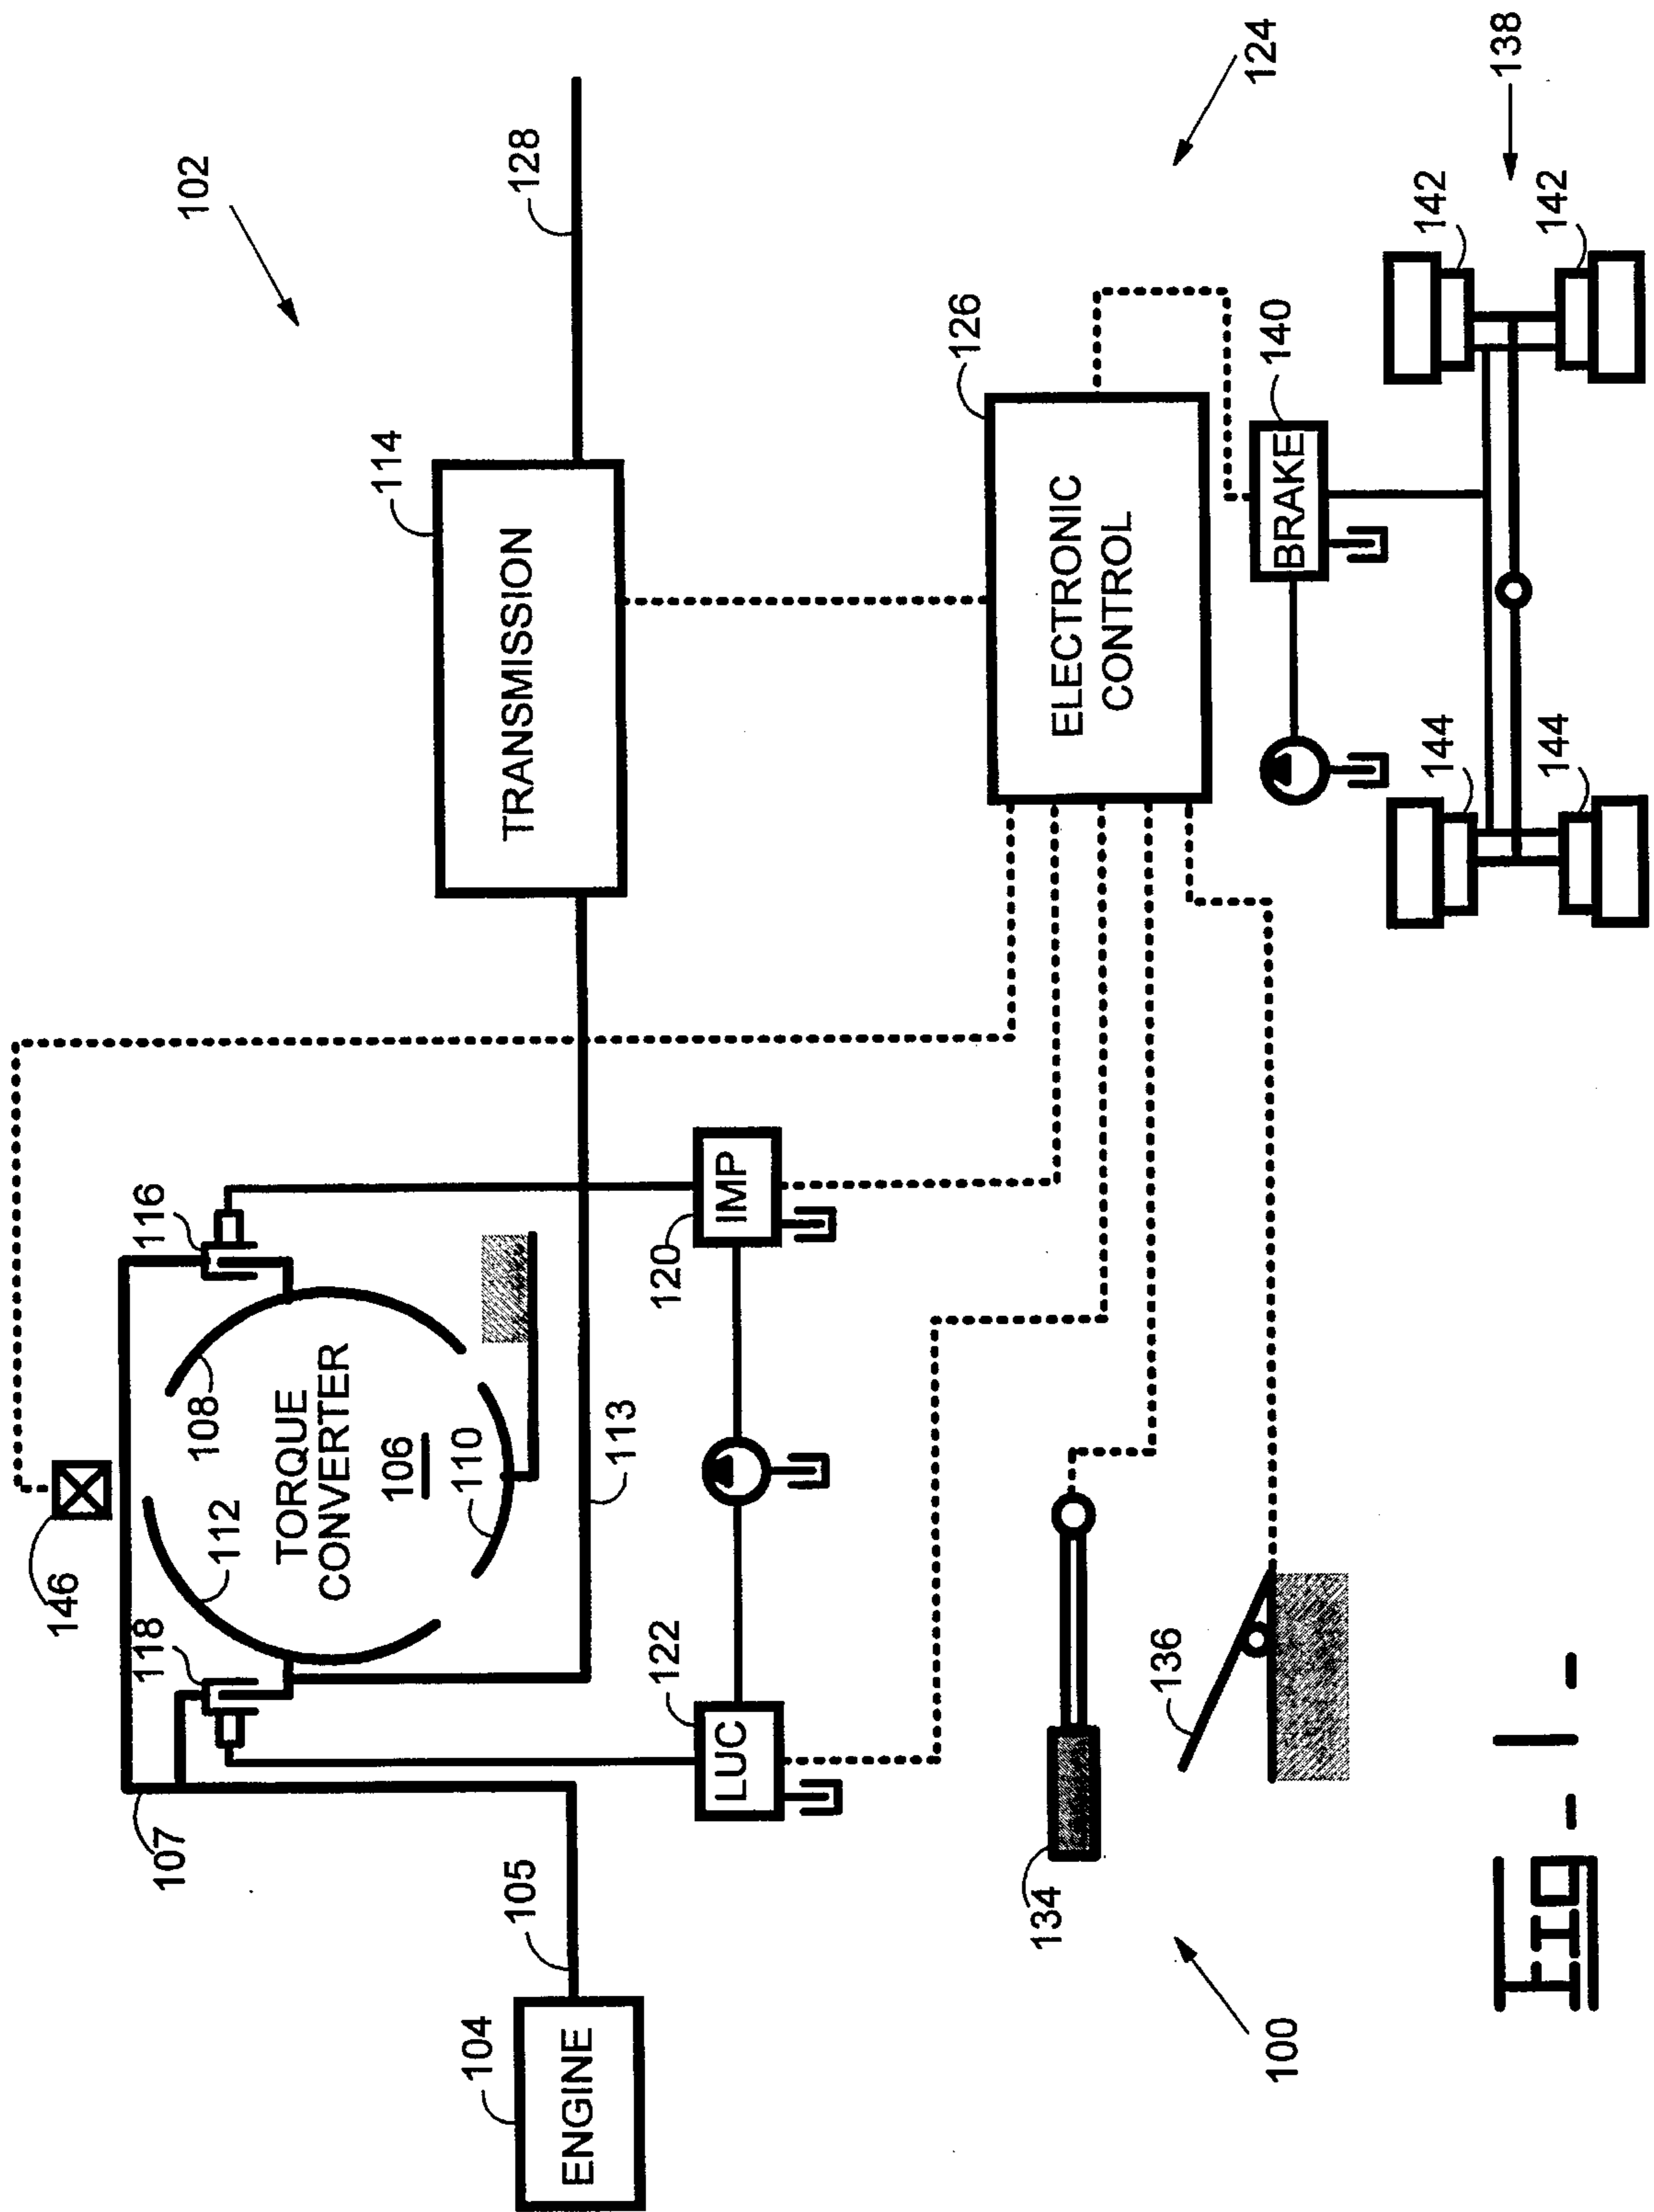 102
128
114
TRANSMISSION
146
116
108
112
TORQUE
CONVERTER
106
110
118
107
105
104
ENGINE
113
120
IMP
122
LUC
124
126
ELECTRONIC
CONTROL
140
BRAKE
138
142
142
144
144
134
136
100
FIG - 1 -